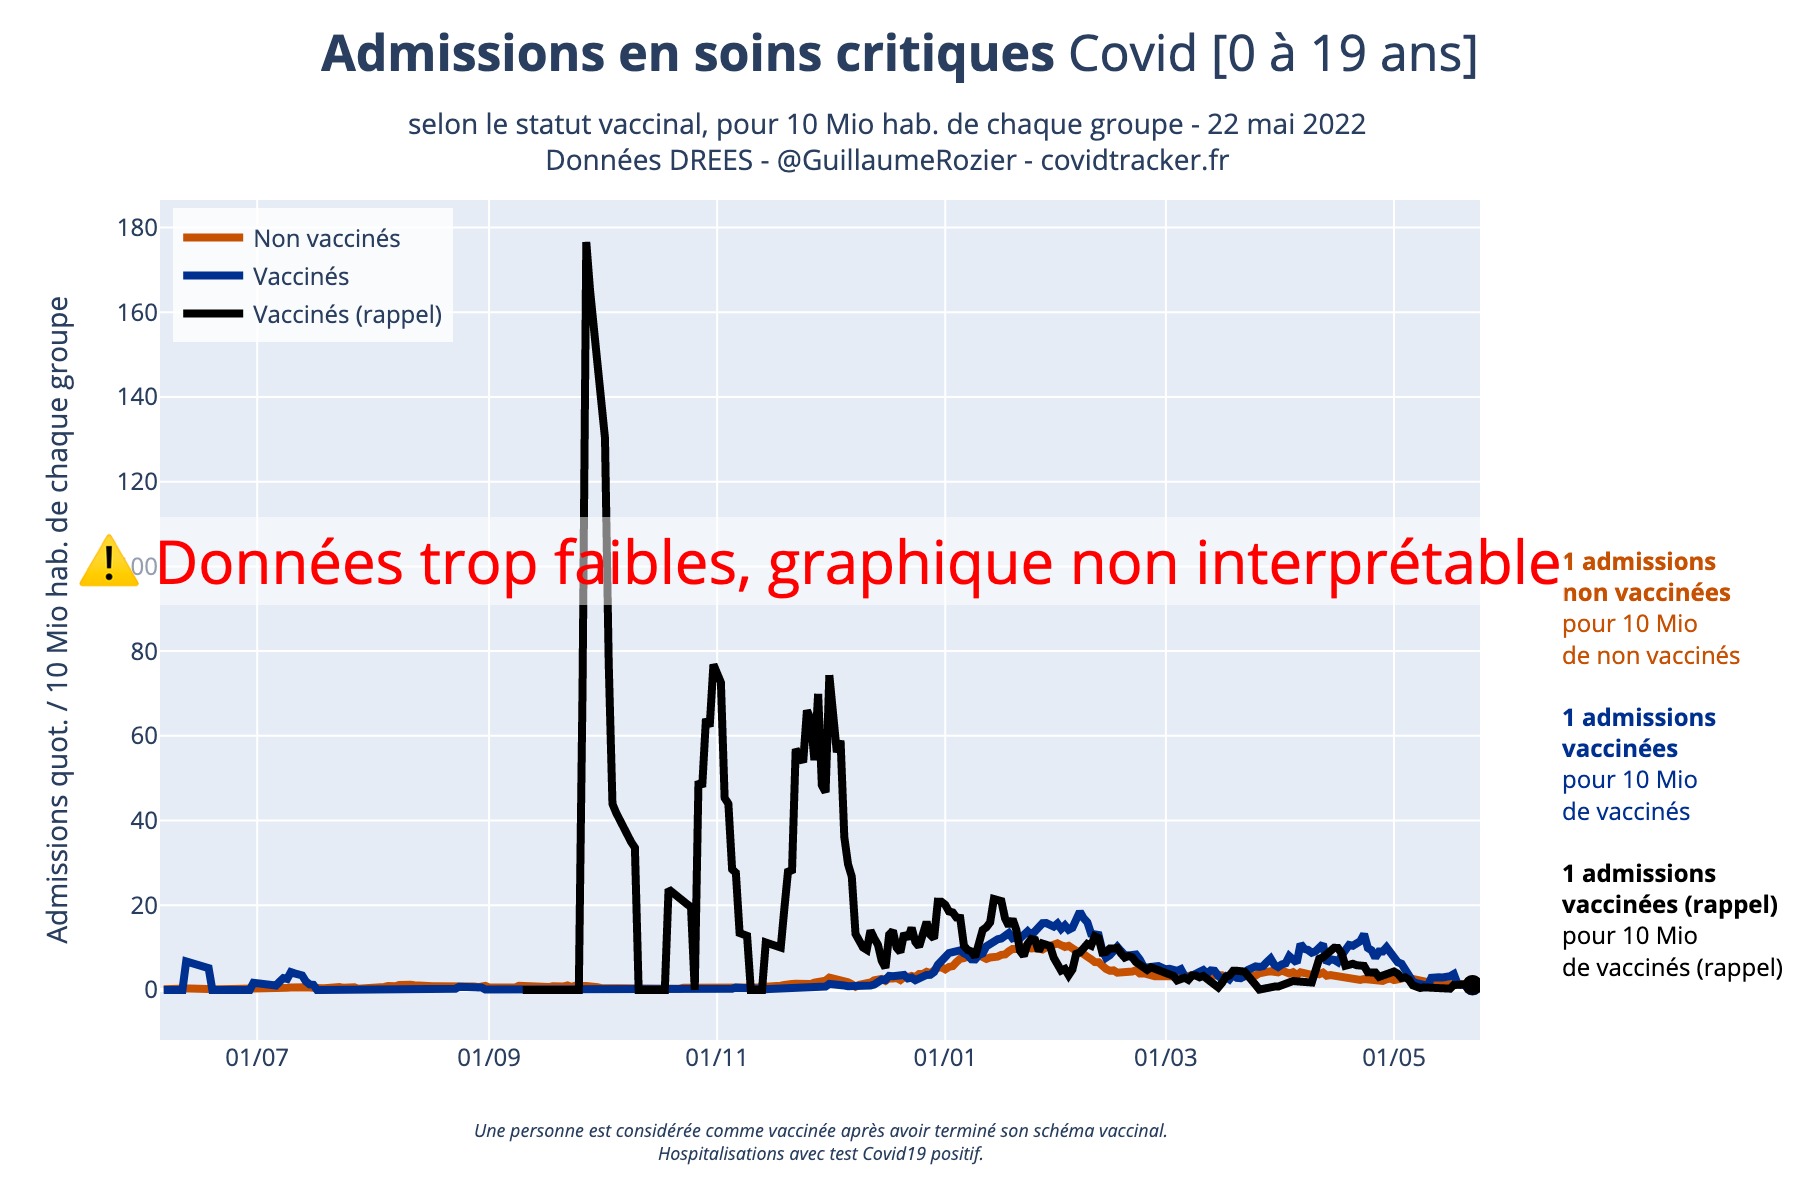 Admissions en soins critiques Covid [0 à 19 ans]
selon le statut vaccinal, pour 10 Mio hab. de chaque groupe - 22 mai 2022
Données DREES - @GuillaumeRozier - covidtracker.fr
Admissions quot. / 10 Mio hab. de chaque groupe
180
160
140
120
00
80
60
40
20
0
Non vaccinés
Vaccinés
Vaccinés (rappel)
⚠️Données trop faibles, graphique non interprétable
1 admissions
non vaccinées
pour 10 Mio
de non vaccinés
1 admissions
vaccinées
pour 10 Mio
de vaccinés
1 admissions
vaccinées (rappel)
pour 10 Mio
de vaccinés (rappel)
01/07
01/09
01/11
01/01
01/03
01/05
Une personne est considérée comme vaccinée après avoir terminé son schéma vaccinal.
Hospitalisations avec test Covid19 positif.